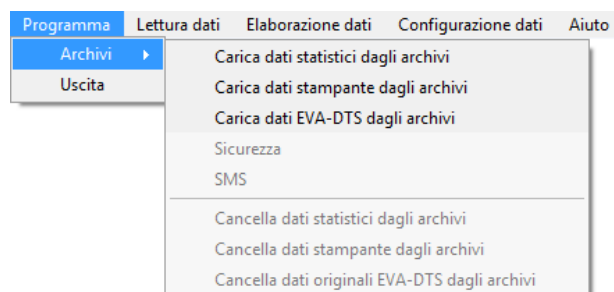 Programma Lettura dati Elaborazione dati Configurazione dati Aiuto
Archivi
Uscita
Carica dati statistici dagli archivi
Carica dati stampante dagli archivi
Carica dati EVA-DTS dagli archivi
Sicurezza
SMS
Cancella dati statistici dagli archivi
Cancella dati stampante dagli archivi
Cancella dati originali EVA-DTS dagli archivi